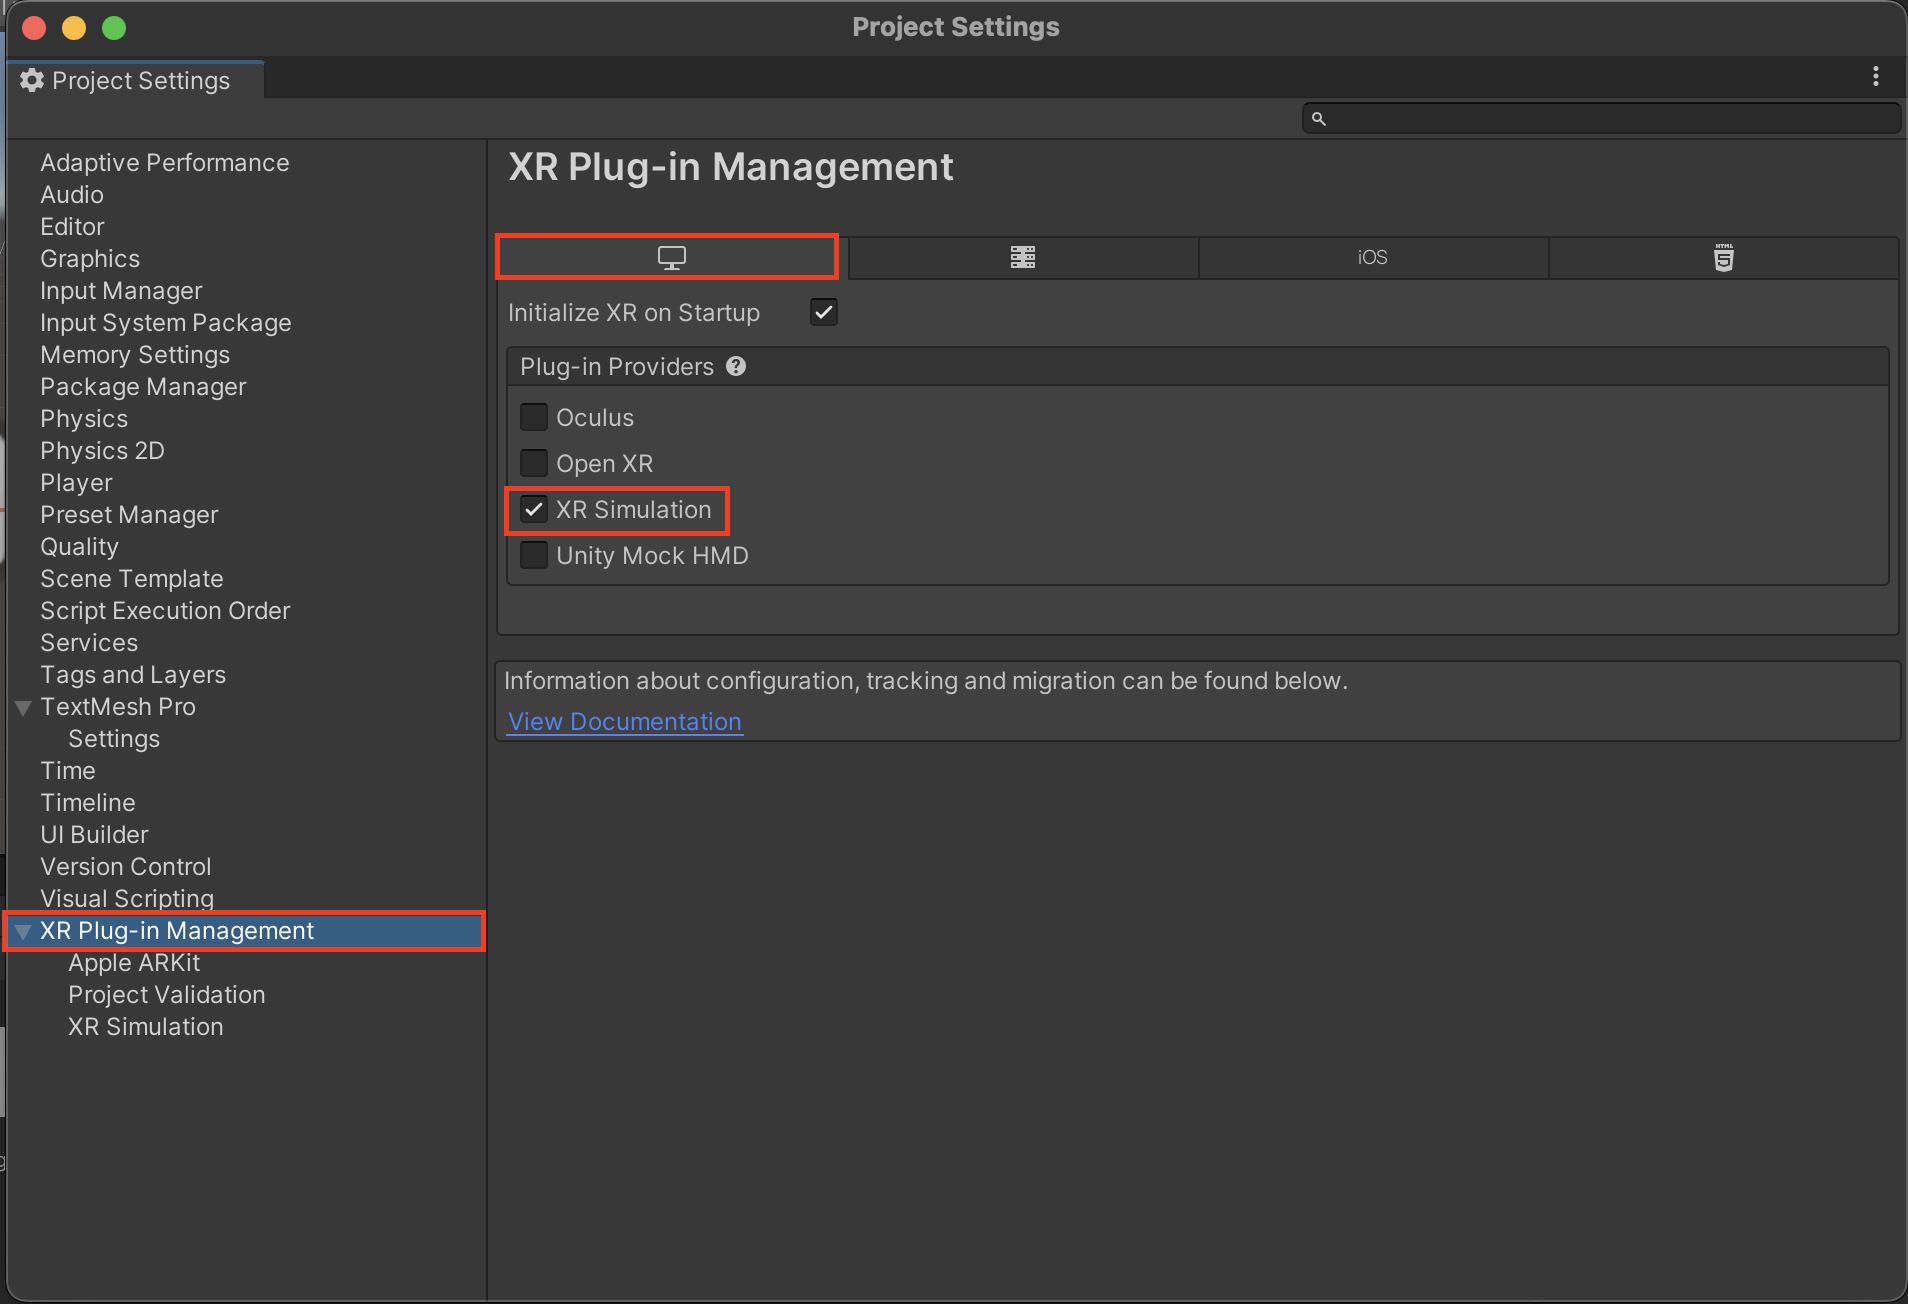 Project Settings
Project Settings
Adaptive Performance
Audio
Editor
Graphics
Input Manager
Input System Package
Memory Settings
Package Manager
Physics
Physics 2D
Player
Preset Manager
Quality
Scene Template
Script Execution Order
Services
Tags and Layers
TextMesh Pro
Settings
Time
Timeline
UI Builder
Version Control
Visual Scripting
XR Plug-in Management
Apple ARKit
Project Validation
XR Simulation
XR Plug-in Management
iOS
HTML
5
Initialize XR on Startup
Plug-in Providers ?
Oculus
Open XR
XR Simulation
Unity Mock HMD
Information about configuration, tracking and migration can be found below.
View Documentation